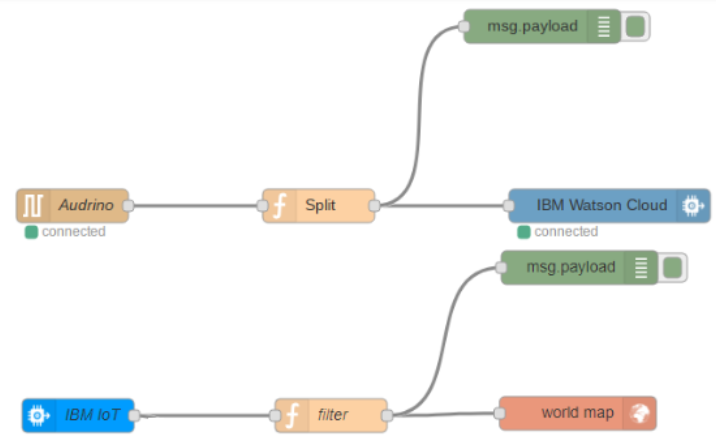 msg.payload
Audrino
Split
IBM Watson Cloud
connected
connected
msg.payload
IBM IoT
filter
world map